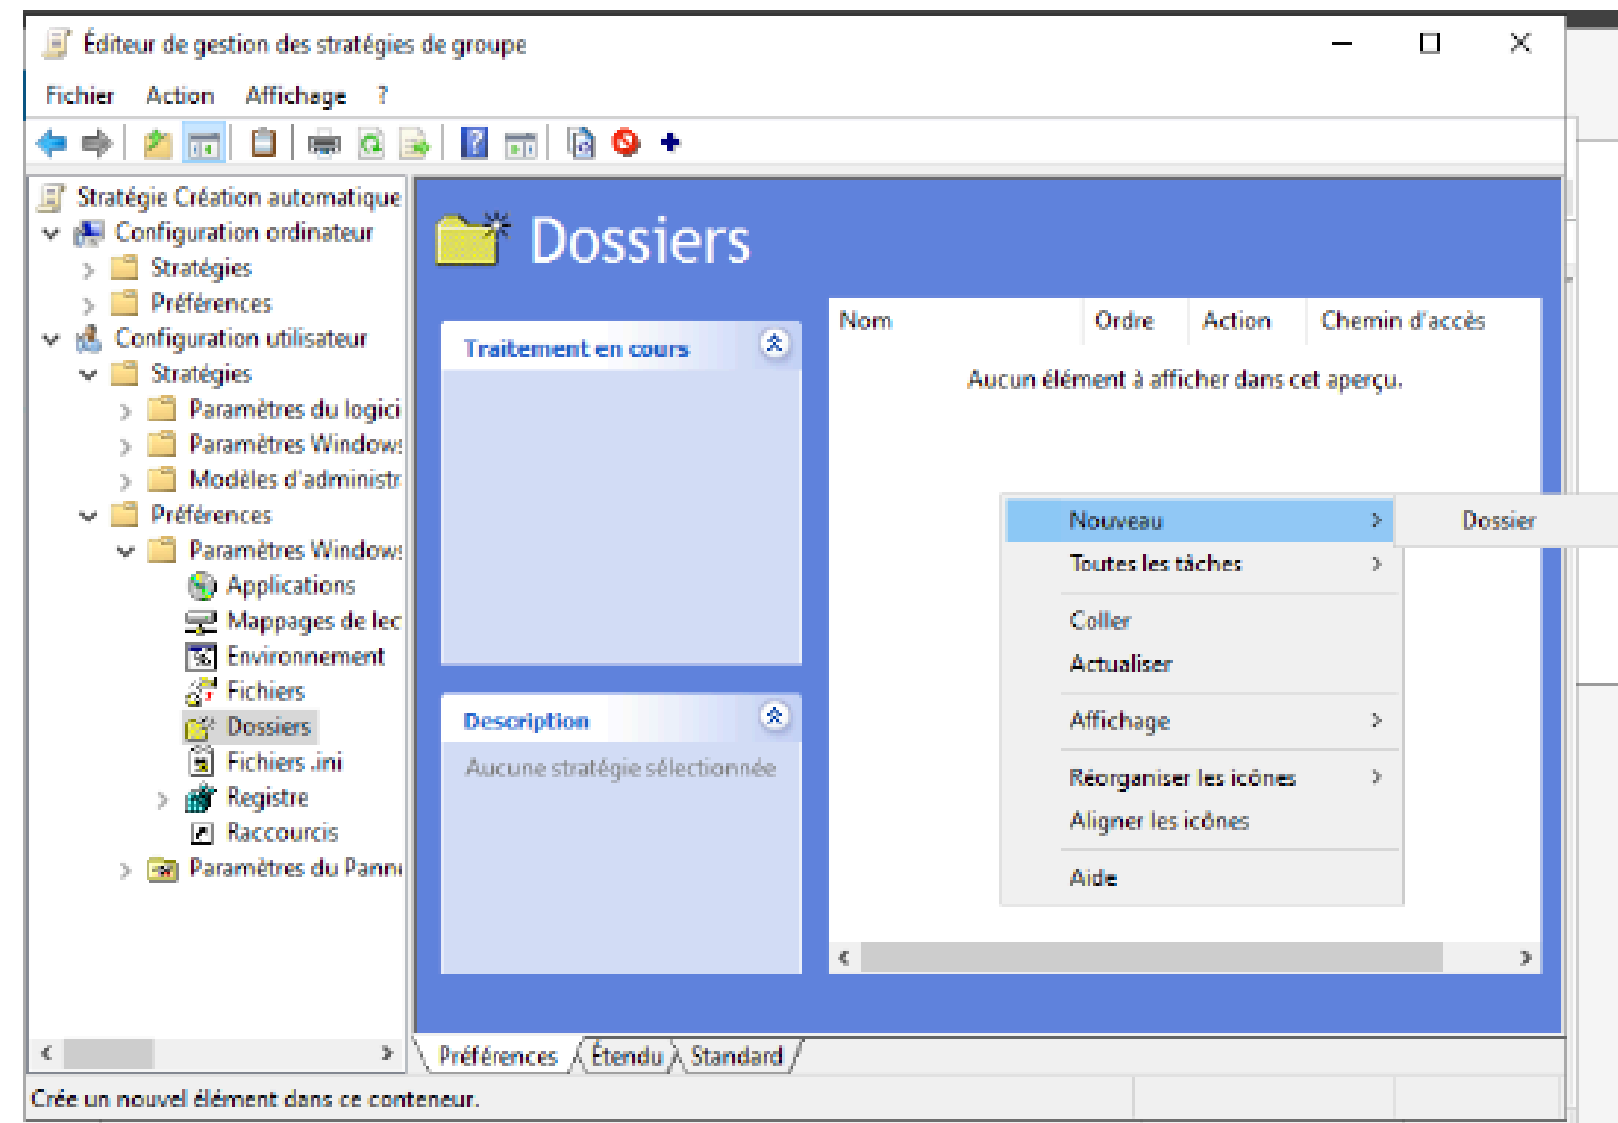 Éditeur de gestion des stratégies de groupe
Fichier Action Affichage ?
Stratégie Création automatique
Configuration ordinateur
Stratégies
Préférences
Configuration utilisateur
Stratégies
Paramètres du logici
Paramètres Windows
Modèles d'administr
Préférences
Paramètres Windows
Applications
Mappages de lec
Environnement
Fichiers
Dossiers
Fichiers .ini
Registre
Raccourcis
Paramètres du Pann
Dossiers
Traitement en cours
Description
Aucune stratégie sélectionnée
Nom Ordre Action Chemin d'accès
Aucun élément à afficher dans cet aperçu.
Nouveau
Dossier
Toutes les tâches
Coller
Actualiser
Affichage
Réorganiser les icônes
Aligner les icônes
Aide
Préférences Étendu Standard
Crée un nouvel élément dans ce conteneur.